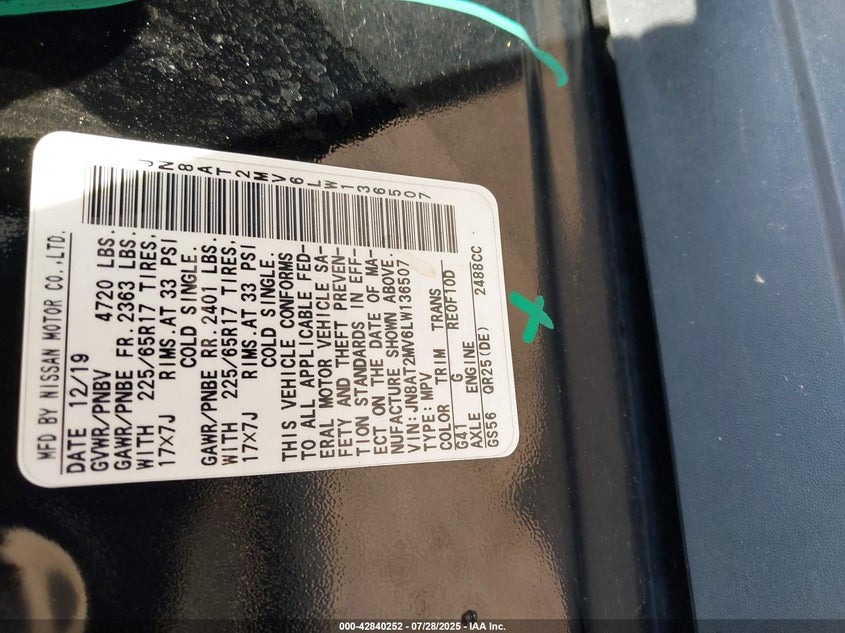 JN8AT2MV6LW136507
MFD BY NISSAN MOTOR CO.,LTD.
DATE 12/19
GVWR/PNBV 4720 LBS.
GAWR/PNBE FR. 2363 LBS.
WITH 225/65R17 TIRES,
17X7J RIMS.AT 33 PSI
COLD SINGLE.
GAWR/PNBE RR. 2401 LBS.
WITH 225/65R17 TIRES,
17X7J RIMS.AT 33 PSI
COLD SINGLE.
THIS VEHICLE CONFORMS
TO ALL APPLICABLE FED-
ERAL MOTOR VEHICLE SA-
FETY AND THEFT PREVEN-
TION STANDARDS IN EFF-
ECT ON THE DATE OF MA-
NUFACTURE SHOWN ABOVE.
VIN:JN8AT2MV6LW136507
TYPE:MPV
COLOR TRIM TRANS
G41 G RE0F10D
AXLE ENGINE
GS56 QR25(DE) 2488CC
000-42840252 - 07/28/2025 - IAA Inc.